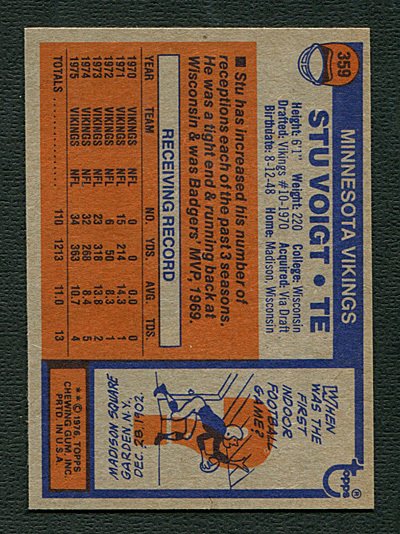 359
MINNESOTA VIKINGS
STU VOIGT • TE
Height: 6'1" Weight: 220 College: Wisconsin
Drafted: Vikings #10-1970 Acquired: Via Draft
Birthdate: 8-12-48 Home: Madison, Wisconsin
■ Stu has increased his number of
receptions each of the past 3 seasons.
He was a tight end & running back at
Wisconsin & was Badgers' MVP, 1969.
RECEIVING RECORD
YEAR TEAM NO. YDS. AVG. TDS.
1970 VIKINGS NFL 0 0 0.0 0
1971 VIKINGS NFL 15 214 14.3 1
1972 VIKINGS NFL 6 50 8.3 1
1973 VIKINGS NFL 23 318 13.8 2
1974 VIKINGS NFL 32 268 8.4 5
1975 VIKINGS NFL 34 363 10.7 4
TOTALS 110 1213 11.0 13
topps
WHEN
WAS THE
FIRST
INDOOR
FOOTBALL
GAME?
MADISON SQUARE
GARDEN, N.Y.,
DEC. 28, 1902.
**© 1976, TOPPS
CHEWING GUM, INC.
PRTD. IN U.S.A.